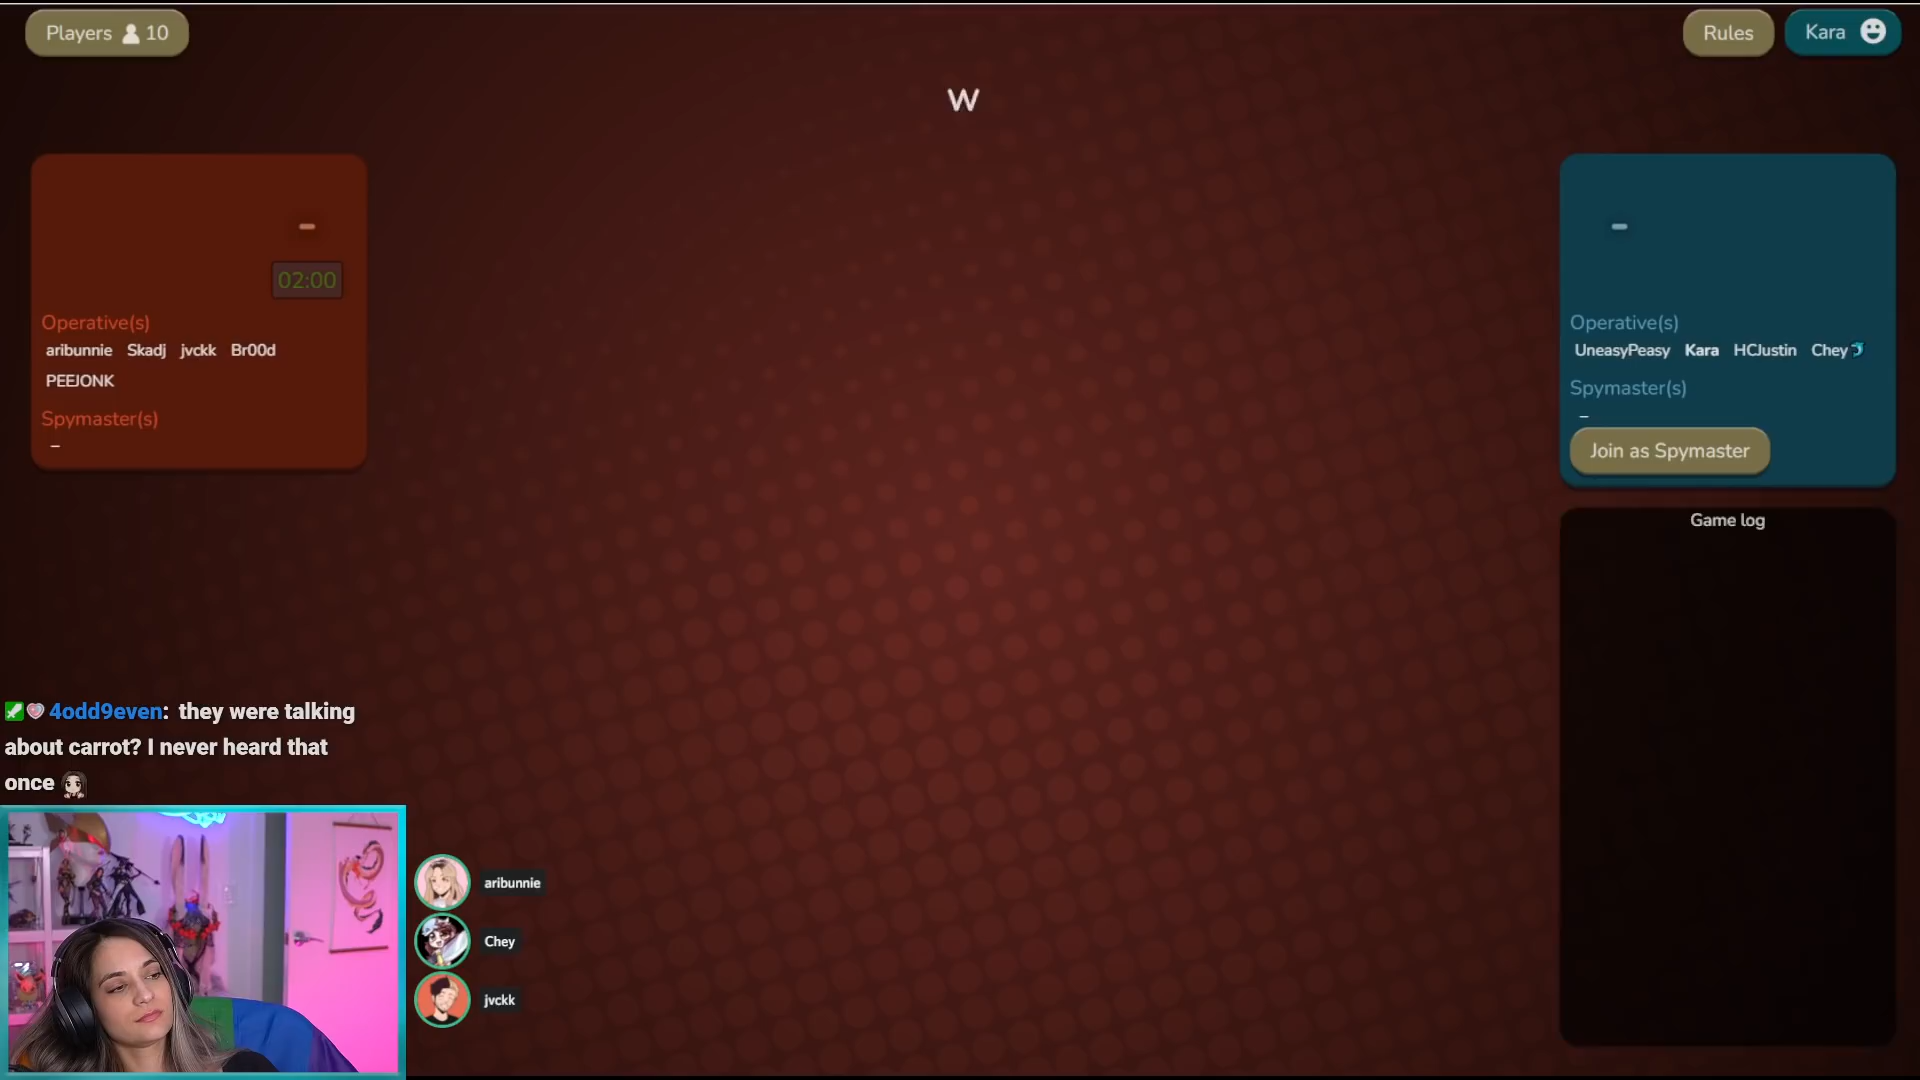 Players 10
Rules
Kara
W
-
02:00
Operative(s)
aribunnie Skadj jvckk Br00d
PEEJONK
Spymaster(s)
–
-
Operative(s)
UneasyPeasy Kara HCJustin Chey
Spymaster(s)
–
Join as Spymaster
Game log
4odd9even: they were talking
about carrot? I never heard that
once
aribunnie
Chey
jvckk